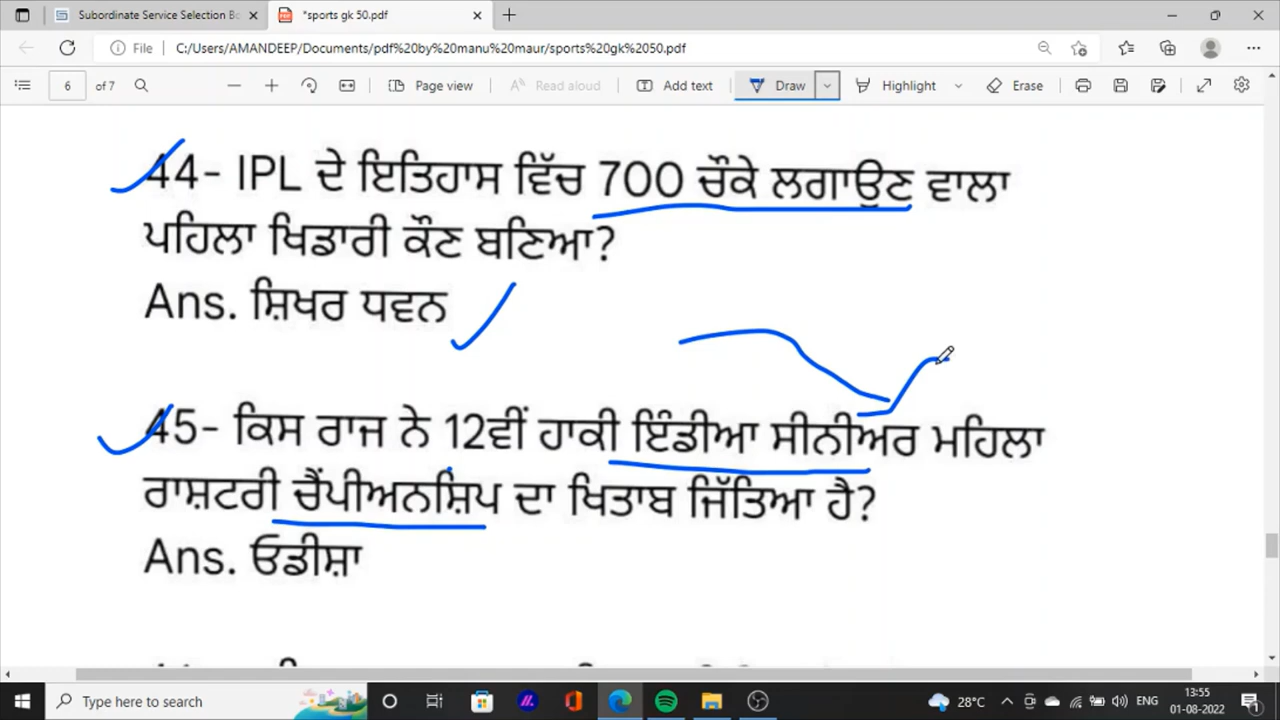 Subordinate Service Selection Bo
*sports gk 50.pdf
File
C:/Users/AMANDEEP/Documents/pdf%20by%20manu%20maur/sports%20gk%2050.pdf
6 of 7
Page view
Read aloud
Add text
Draw
Highlight
Erase
44- IPL ਦੇ ਇਤਿਹਾਸ ਵਿੱਚ 700 ਚੌਕੇ ਲਗਾਉਣ ਵਾਲਾ
ਪਹਿਲਾ ਖਿਡਾਰੀ ਕੌਣ ਬਣਿਆ?
Ans. ਸ਼ਿਖਰ ਧਵਨ
45- ਕਿਸ ਰਾਜ ਨੇ 12ਵੀਂ ਹਾਕੀ ਇੰਡੀਆ ਸੀਨੀਅਰ ਮਹਿਲਾ
ਰਾਸ਼ਟਰੀ ਚੈਂਪੀਅਨਸ਼ਿਪ ਦਾ ਖਿਤਾਬ ਜਿੱਤਿਆ ਹੈ?
Ans. ਓਡੀਸ਼ਾ
Type here to search
28°C
ENG
13:55
01-08-2022
1